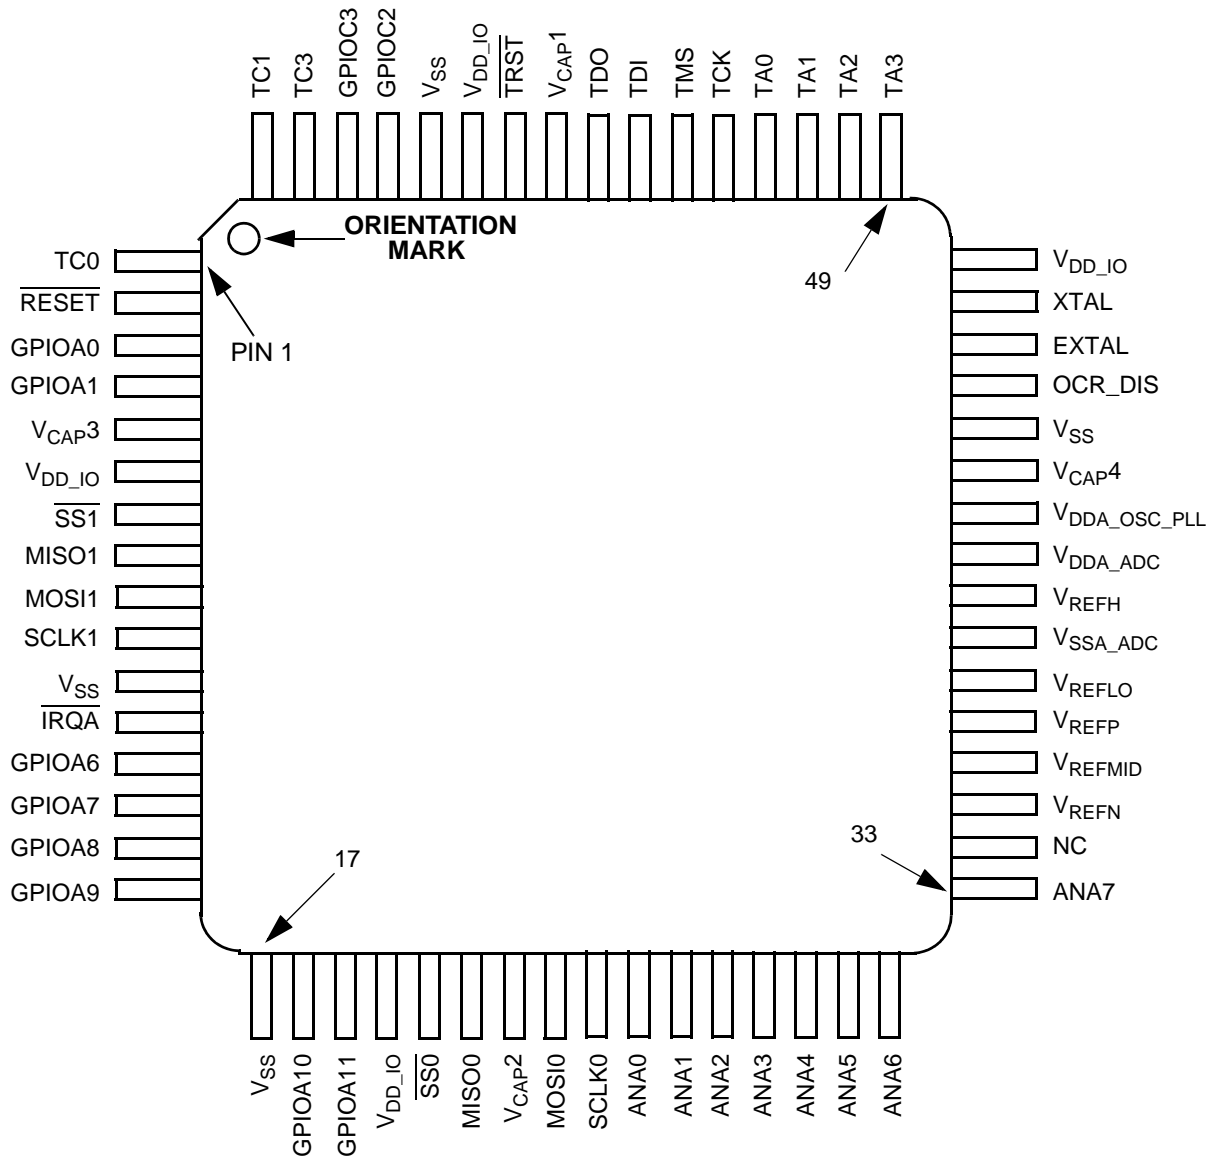 TC1
TC3
GPIOC3
GPIOC2
VSS
VDD_IO
TRST
VCAP1
TDO
TDI
TMS
TCK
TA0
TA1
TA2
TA3
ORIENTATION
MARK
49
PIN 1
TC0
RESET
GPIOA0
GPIOA1
VCAP3
VDD_IO
SS1
MISO1
MOSI1
SCLK1
VSS
IRQA
GPIOA6
GPIOA7
GPIOA8
GPIOA9
VDD_IO
XTAL
EXTAL
OCR_DIS
VSS
VCAP4
VDDA_OSC_PLL
VDDA_ADC
VREFH
VSSA_ADC
VREFLO
VREFP
VREFMID
VREFN
NC
ANA7
17
33
VSS
GPIOA10
GPIOA11
VDD_IO
SS0
MISO0
VCAP2
MOSI0
SCLK0
ANA0
ANA1
ANA2
ANA3
ANA4
ANA5
ANA6